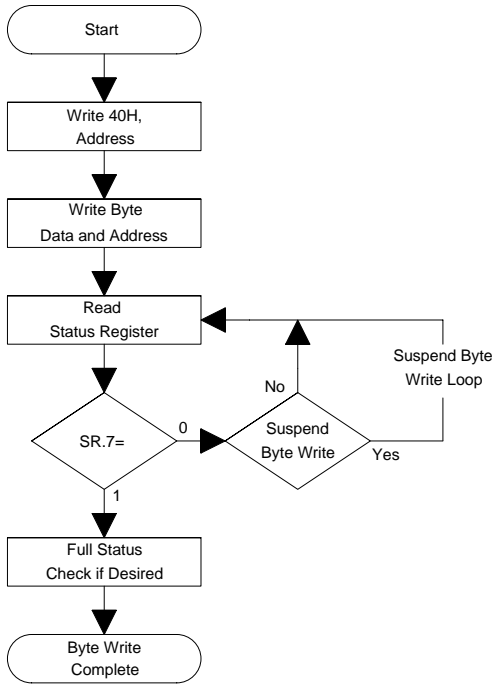 Start
Write 40H,
Address
Write Byte
Data and Address
Read
Status Register
Suspend Byte
Write Loop
No
SR.7=
0
Suspend
Byte Write
Yes
1
Full Status
Check if Desired
Byte Write
Complete